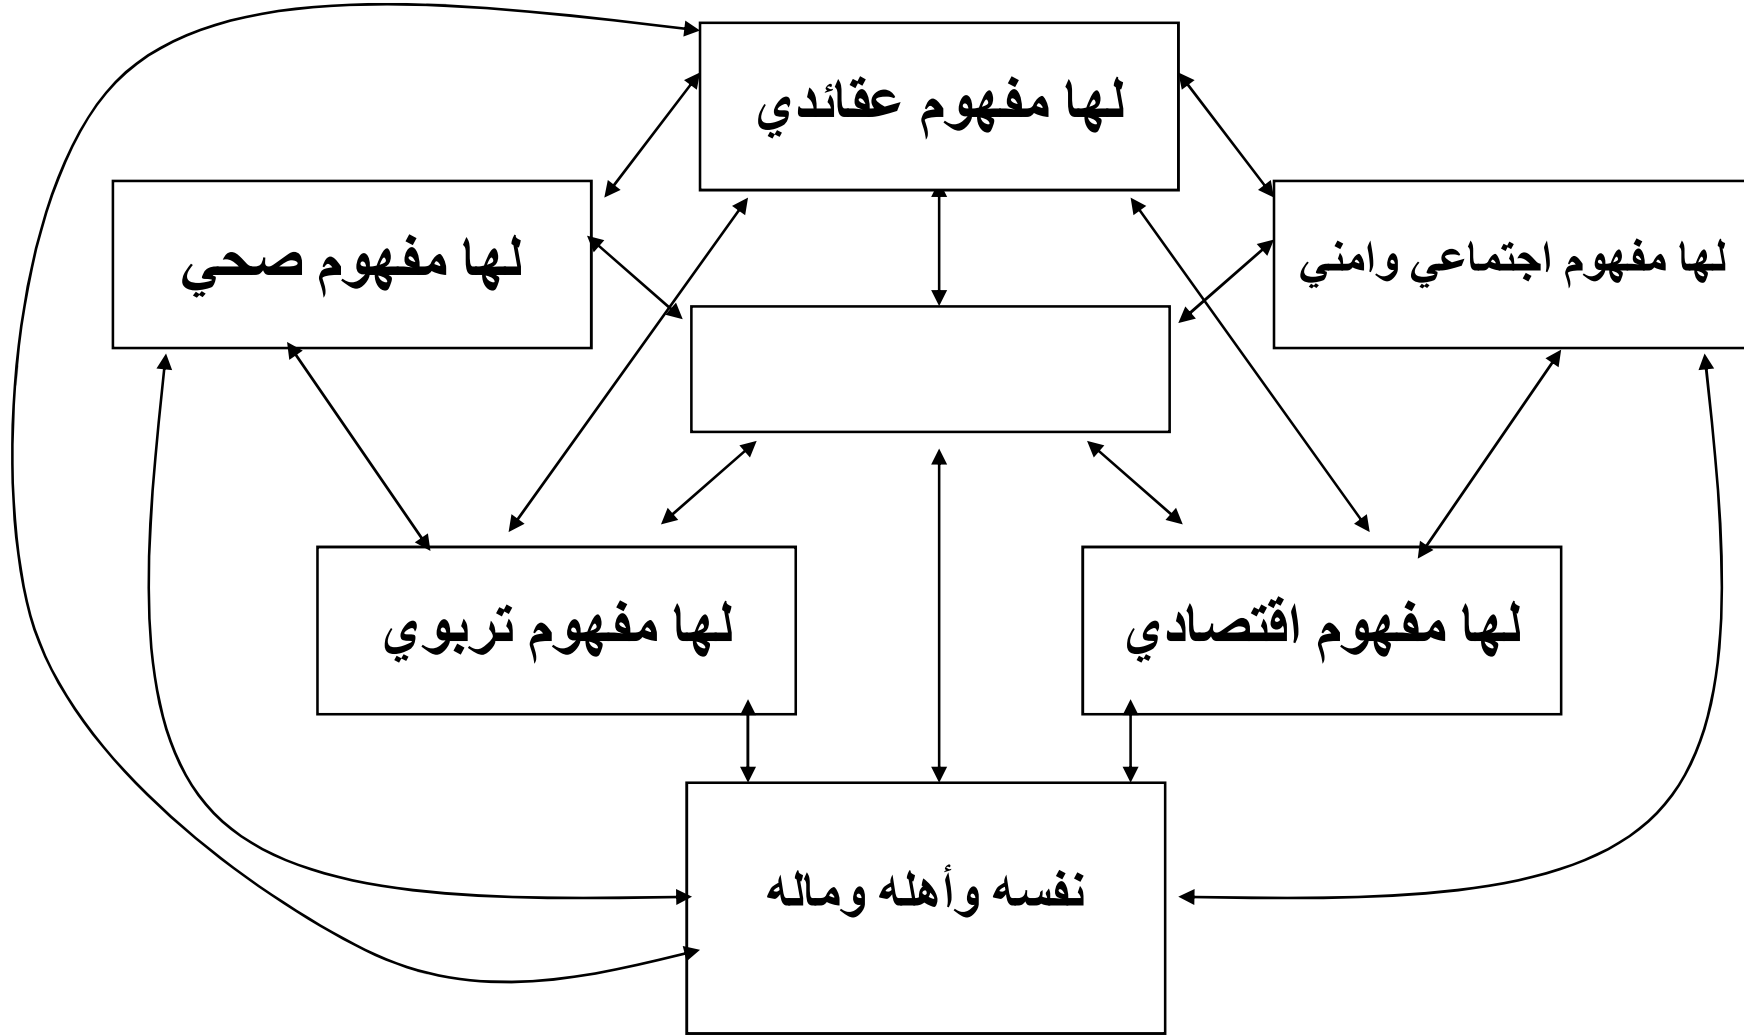 لها مفهوم عقائدي
لها مفهوم اجتماعي وامني
لها مفهوم صحي
لها مفهوم اقتصادي
لها مفهوم تربوي
نفسه وأهله وماله